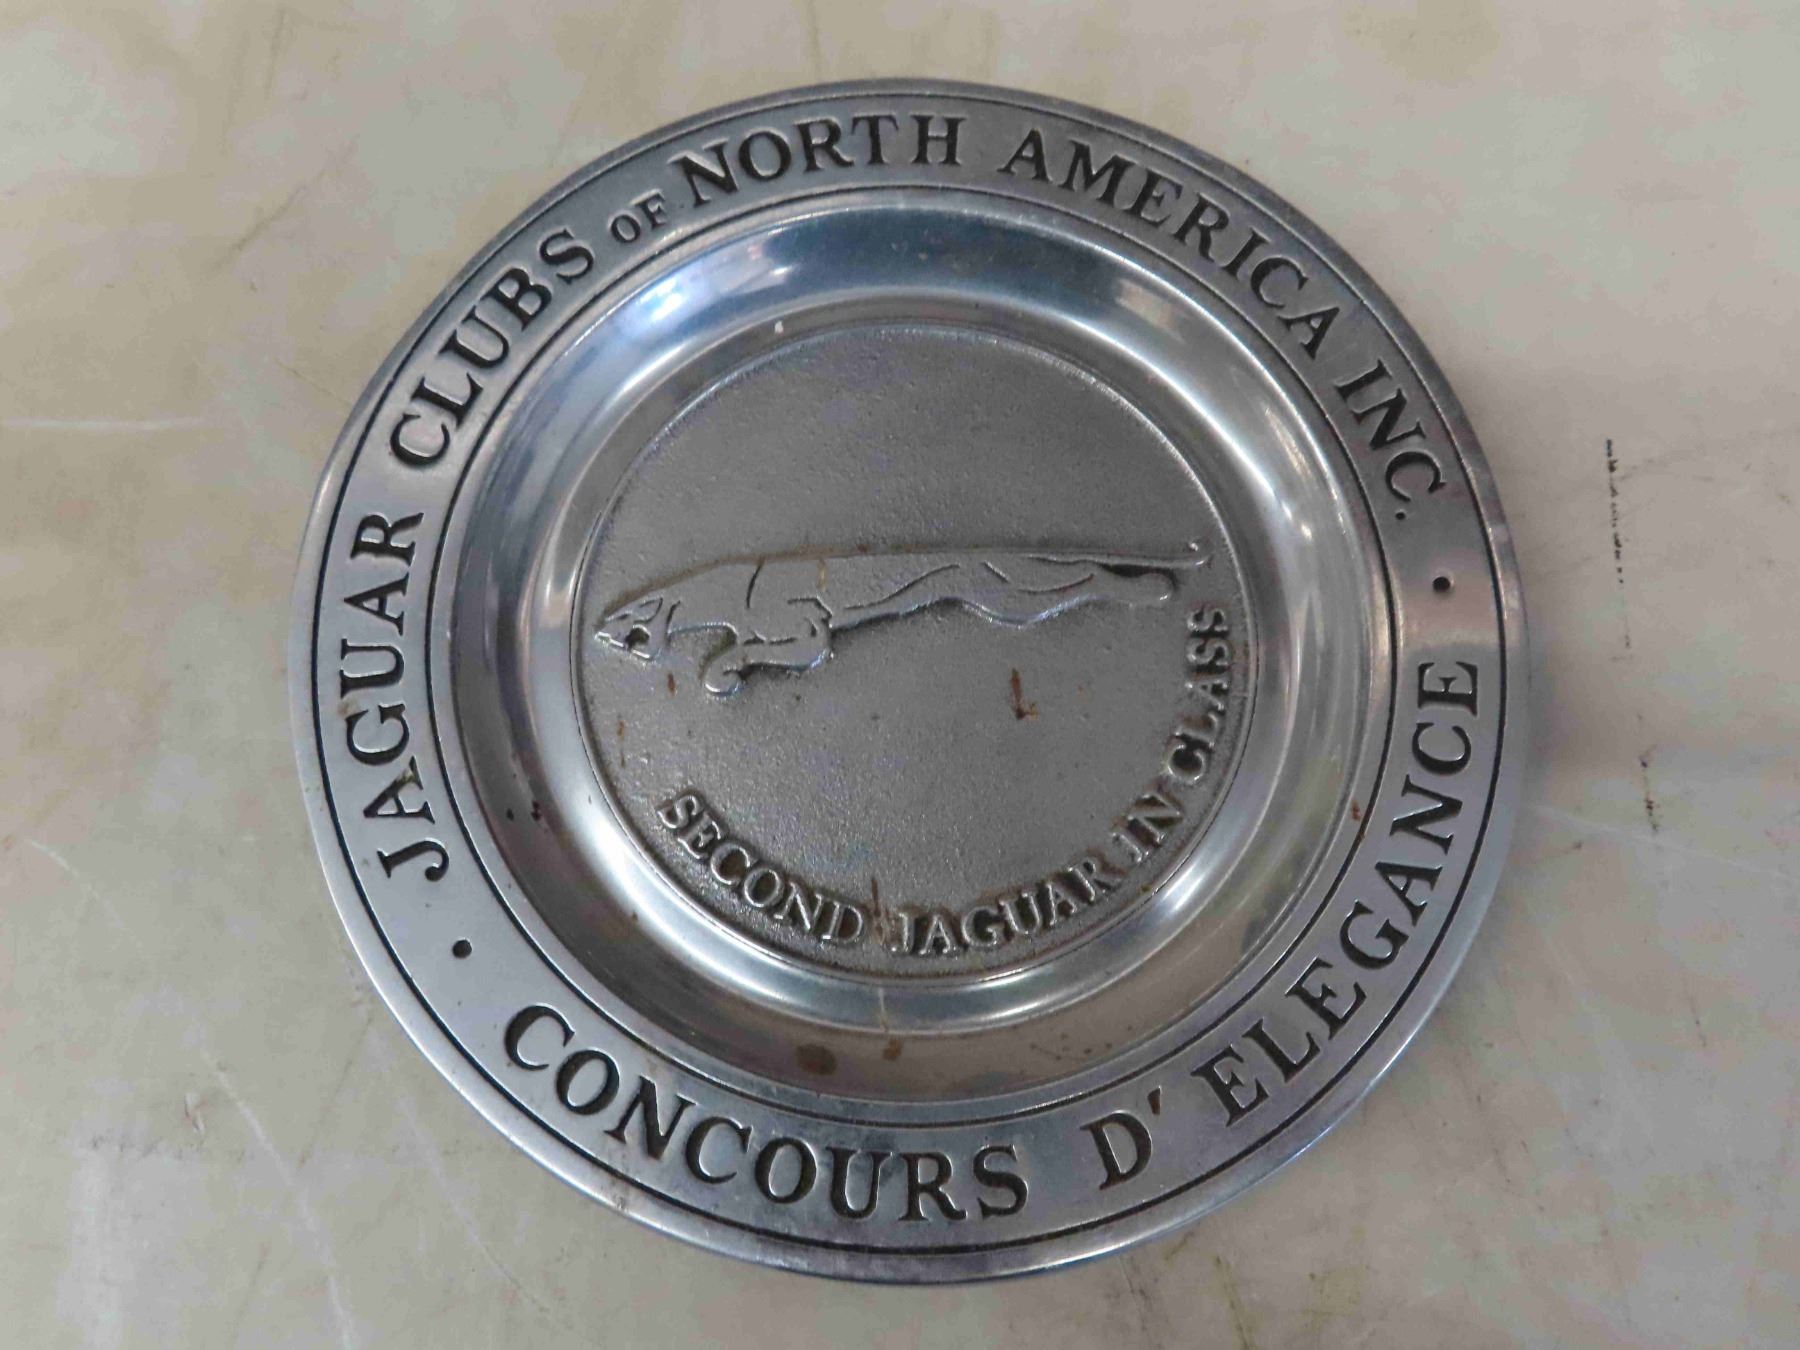 JAGUAR CLUBS OF NORTH AMERICA INC.
· CONCOURS D' ELEGANCE ·
SECOND JAGUAR IN CLASS